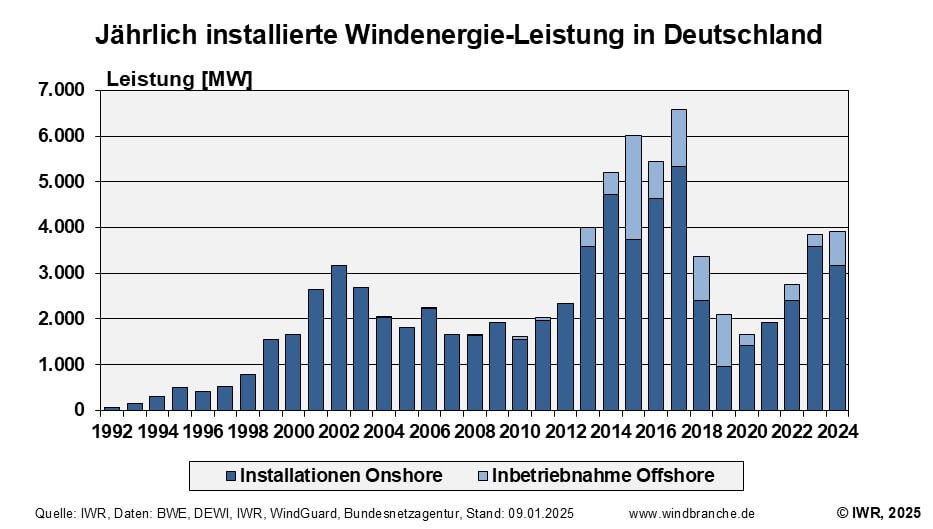 Jährlich installierte Windenergie-Leistung in Deutschland
Leistung [MW]
7.000
6.000
5.000
4.000
3.000
2.000
1.000
0
1992 1994 1996 1998 2000 2002 2004 2006 2008 2010 2012 2014 2016 2018 2020 2022 2024
Installationen Onshore Inbetriebnahme Offshore
Quelle: IWR, Daten: BWE, DEWI, IWR, WindGuard, Bundesnetzagentur, Stand: 09.01.2025 www.windbranche.de © IWR, 2025